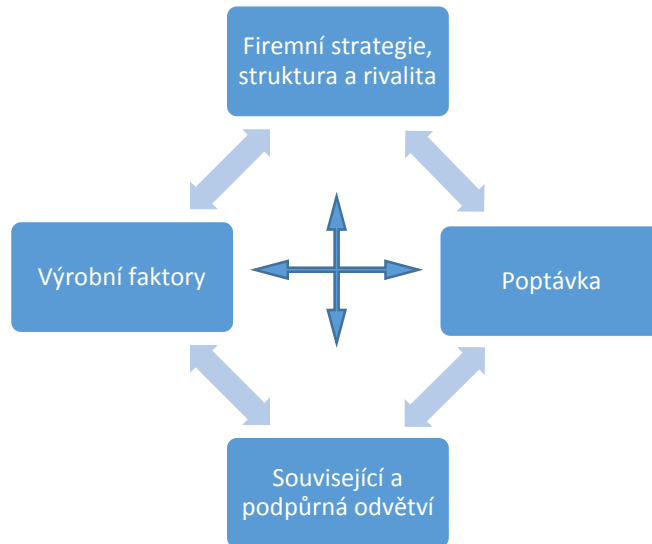 Firemní strategie,
struktura a rivalita
Výrobní faktory
Poptávka
Související a
podpůrná odvětví